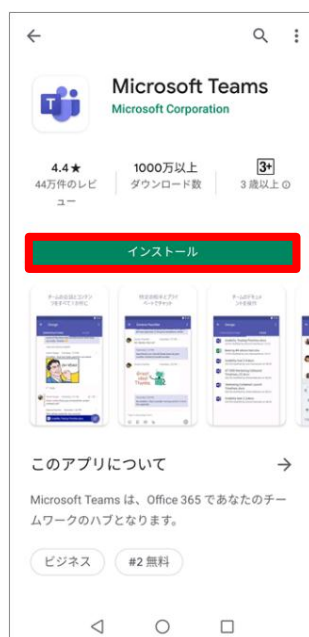 Microsoft Teams
Microsoft Corporation
4.4★
44万件のレビ
ュー
1000万以上
ダウンロード数
3+
3 歳以上
インストール
このアプリについて
Microsoft Teams は、Office 365 であなたのチー
ムワークのハブとなります。
ビジネス
#2 無料